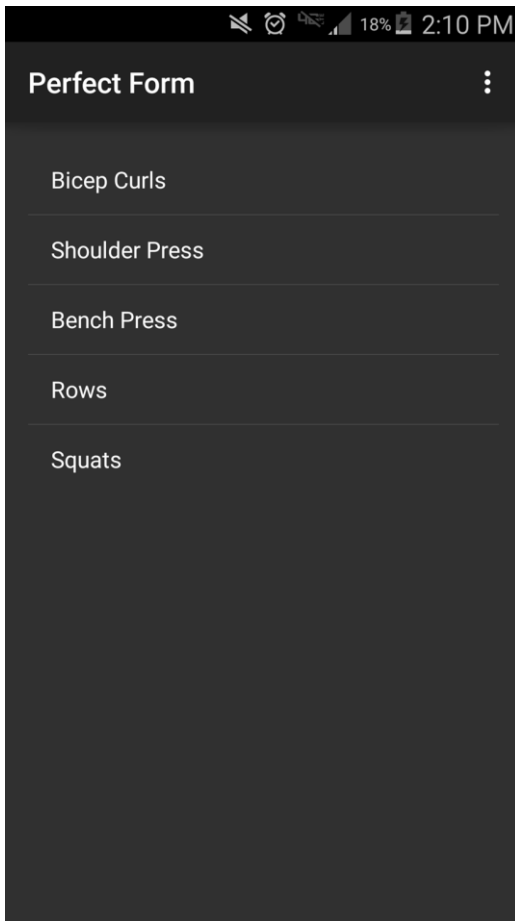 18% 2:10 PM
Perfect Form
Bicep Curls
Shoulder Press
Bench Press
Rows
Squats